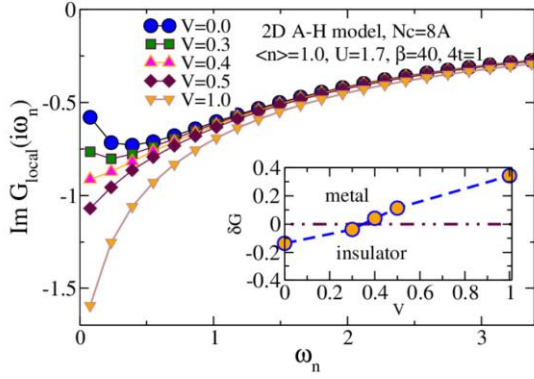 V=0.0
V=0.3
V=0.4
V=0.5
V=1.0
2D A-H model, Nc=8A
<n>=1.0, U=1.7, β=40, 4t=1
0
-0.5
-1
-1.5
Im G_local(iω_n)
0.4
0.2
0
-0.2
-0.4
δG
metal
insulator
0 0.2 0.4 0.6 0.8 1
V
0 1 2 3
ω_n